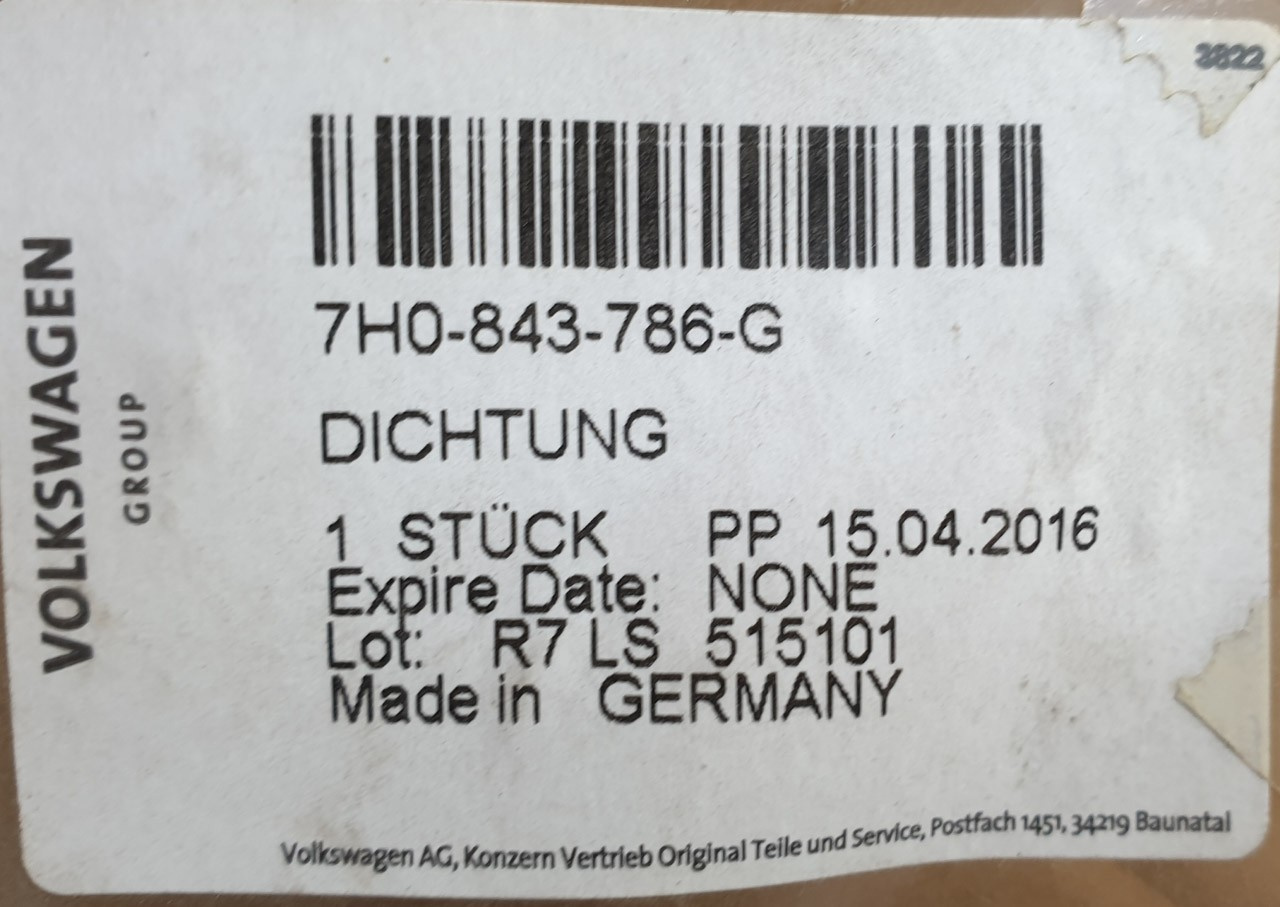 3822
VOLKSWAGEN
GROUP
7H0-843-786-G
DICHTUNG
1 STÜCK PP 15.04.2016
Expire Date: NONE
Lot: R7 LS 515101
Made in GERMANY
Volkswagen AG, Konzern Vertrieb Original Teile und Service, Postfach 1451, 34219 Baunatal